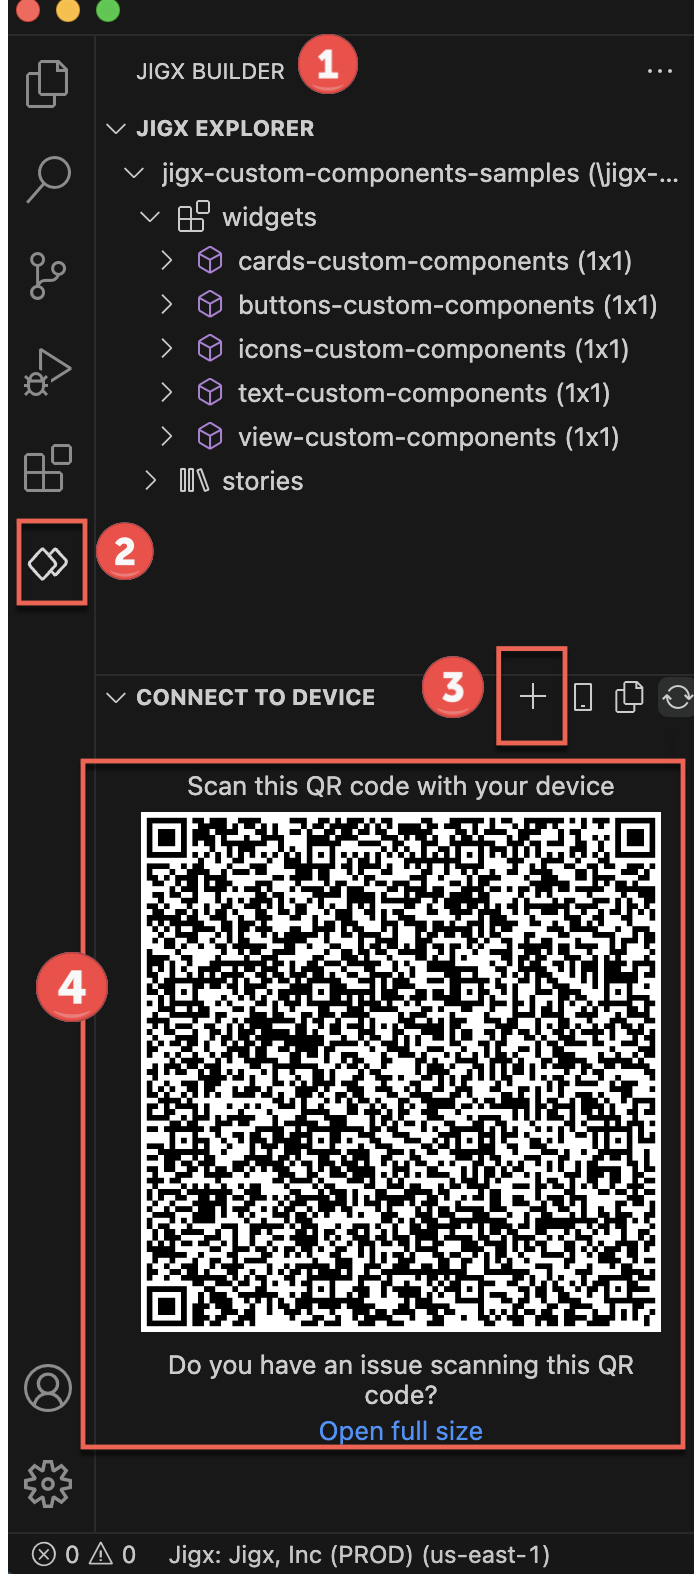 JIGX BUILDER
1
JIGX EXPLORER
jigx-custom-components-samples (\jigx-...
widgets
cards-custom-components (1x1)
buttons-custom-components (1x1)
icons-custom-components (1x1)
text-custom-components (1x1)
view-custom-components (1x1)
stories
2
3
CONNECT TO DEVICE
Scan this QR code with your device
4
Do you have an issue scanning this QR
code?
Open full size
0 0 Jigx: Jigx, Inc (PROD) (us-east-1)